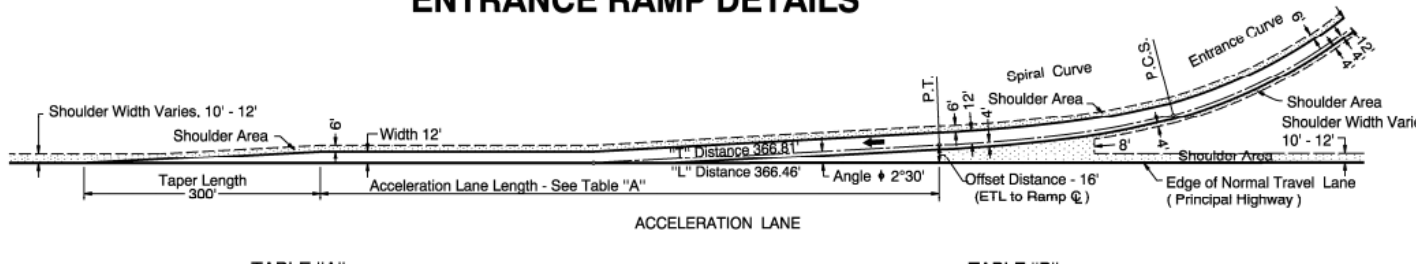 ENTRANCE RAMP DETAILS
6'
12'
4'
4'
Entrance Curve
P.C.S.
Spiral Curve
P.T.
Shoulder Area
6'
12'
4'
Shoulder Area
Shoulder Width Varies, 10' - 12'
Shoulder Area
6'
Width 12'
Shoulder Width Varie
10' - 12'
"T" Distance 366.81'
8'
4'
Shoulder Area
"L" Distance 366.46'
Angle ϕ 2°30'
Taper Length
300'
Acceleration Lane Length - See Table "A"
Offset Distance - 16'
(ETL to Ramp ℄ )
Edge of Normal Travel Lane
( Principal Highway )
ACCELERATION LANE